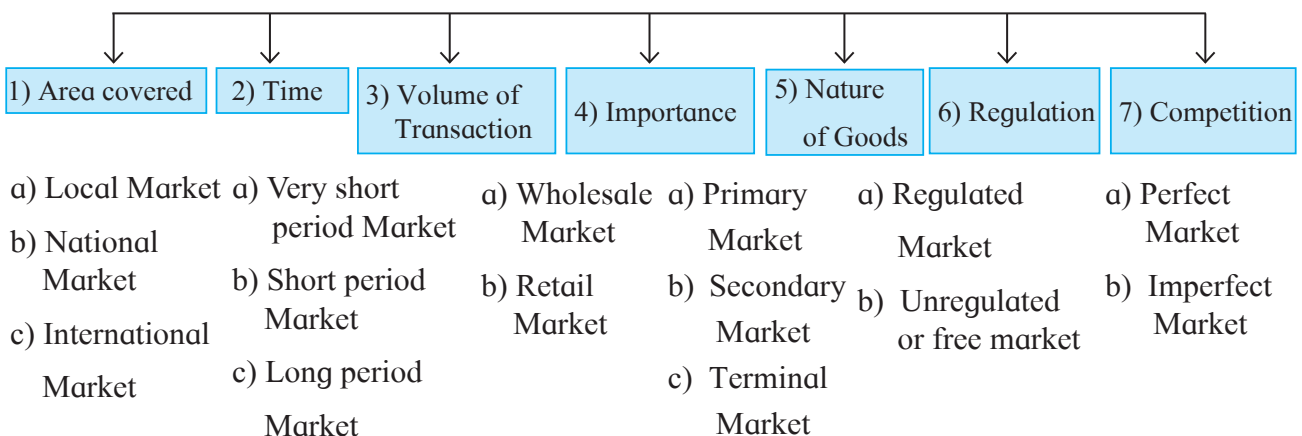 1) Area covered
2) Time
3) Volume of
Transaction
4) Importance
5) Nature
of Goods
6) Regulation
7) Competition
a) Local Market
b) National
Market
c) International
Market
a) Very short
period Market
b) Short period
Market
c) Long period
Market
a) Wholesale
Market
b) Retail
Market
a) Primary
Market
b) Secondary
Market
c) Terminal
Market
a) Regulated
Market
b) Unregulated
or free market
a) Perfect
Market
b) Imperfect
Market